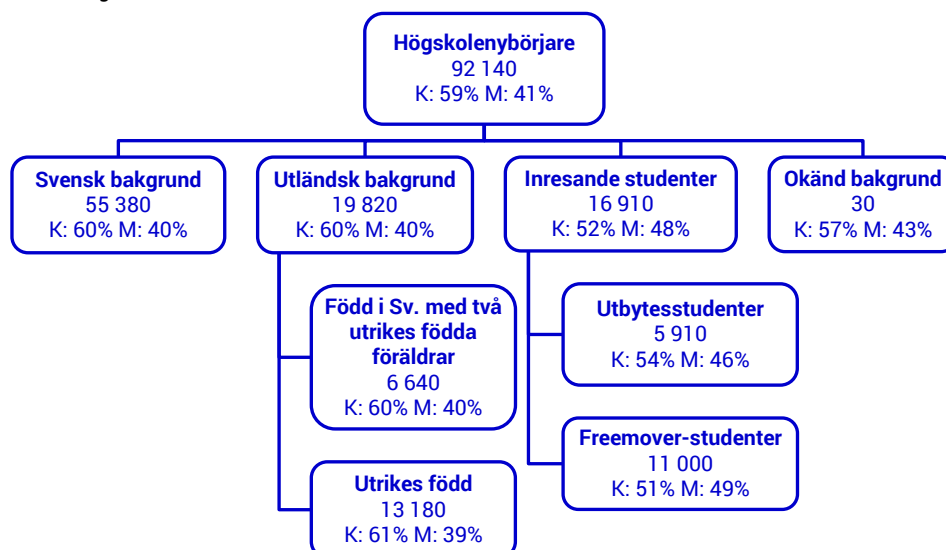 Högskolenybörjare
92 140
K: 59% M: 41%
Svensk bakgrund
55 380
K: 60% M: 40%
Utländsk bakgrund
19 820
K: 60% M: 40%
Inresande studenter
16 910
K: 52% M: 48%
Okänd bakgrund
30
K: 57% M: 43%
Född i Sv. med två
utrikes födda
föräldrar
6 640
K: 60% M: 40%
Utrikes född
13 180
K: 61% M: 39%
Utbytesstudenter
5 910
K: 54% M: 46%
Freemover-studenter
11 000
K: 51% M: 49%